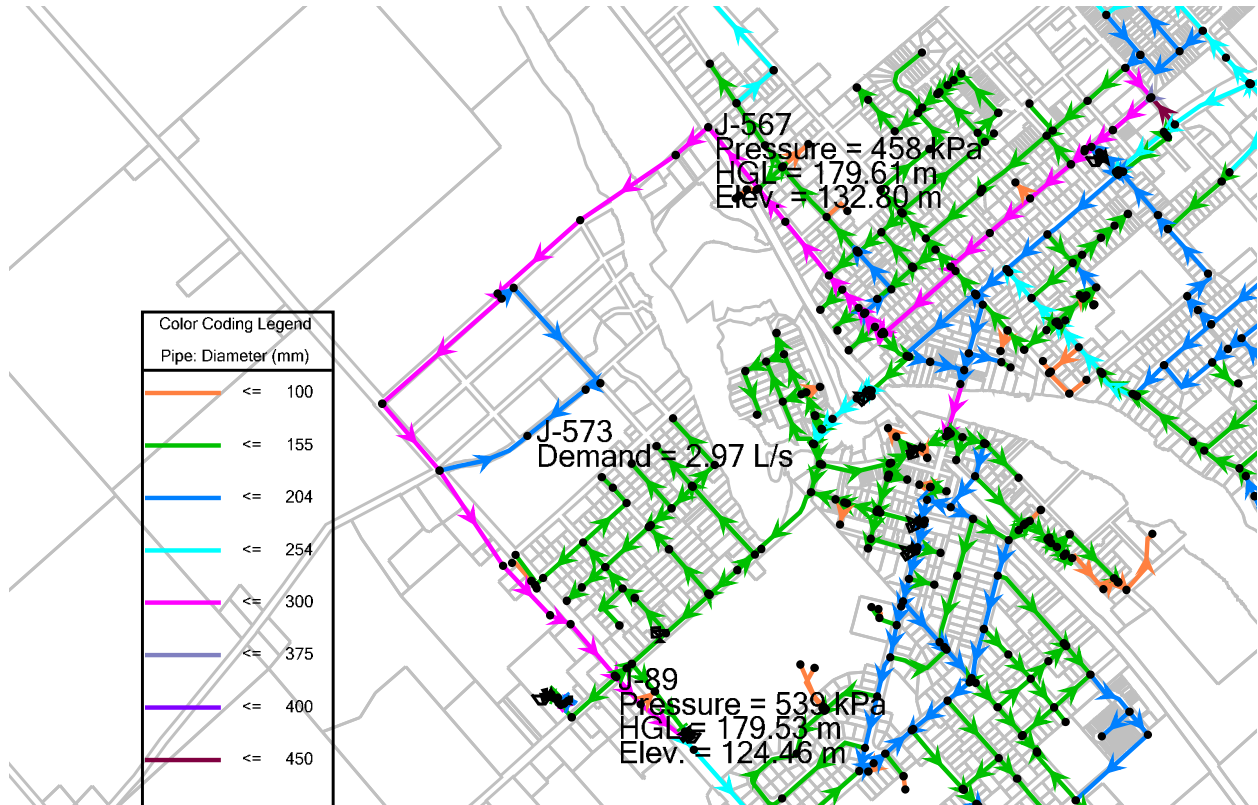 J-567
Pressure = 458 kPa
HGL = 179.61 m
Elev. = 132.80 m
Color Coding Legend
Pipe: Diameter (mm)
<= 100
<= 155
<= 204
<= 254
<= 300
<= 375
<= 400
<= 450
J-573
Demand = 2.97 L/s
J-89
Pressure = 539 kPa
HGL = 179.53 m
Elev. = 124.46 m